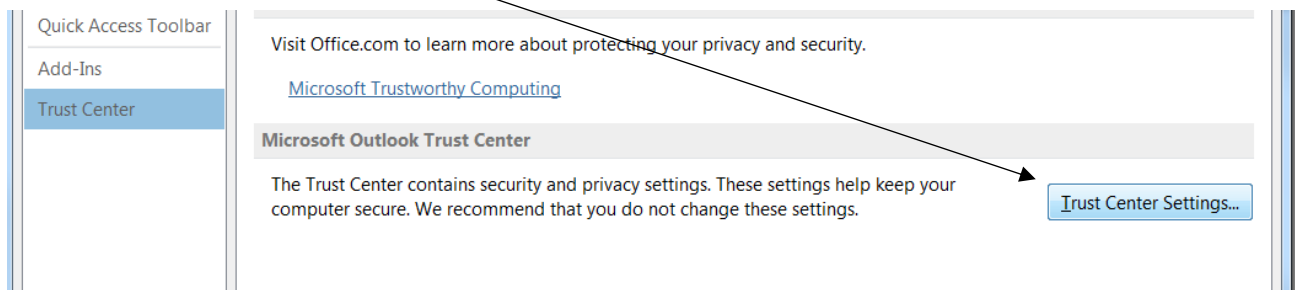 Quick Access Toolbar
Add-Ins
Trust Center
Visit Office.com to learn more about protecting your privacy and security.
Microsoft Trustworthy Computing
Microsoft Outlook Trust Center
The Trust Center contains security and privacy settings. These settings help keep your
computer secure. We recommend that you do not change these settings.
Trust Center Settings...